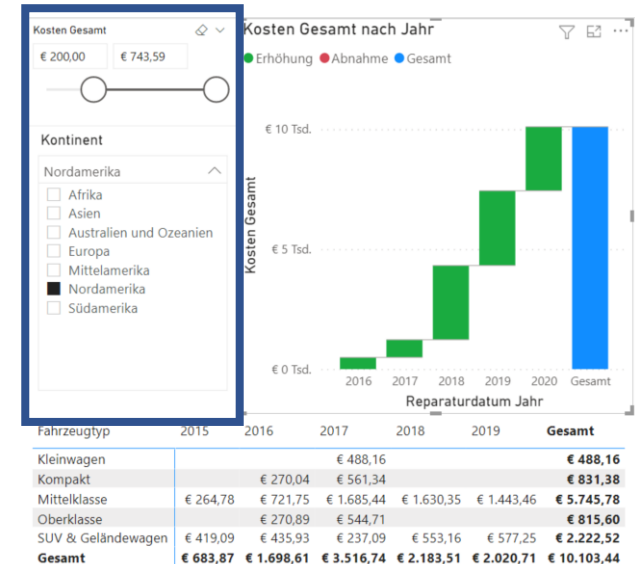 Kosten Gesamt
€ 200,00 € 743,59
Kontinent
Nordamerika
Afrika
Asien
Australien und Ozeanien
Europa
Mittelamerika
Nordamerika
Südamerika
Kosten Gesamt nach Jahr
Erhöhung Abnahme Gesamt
Kosten Gesamt
€ 10 Tsd.
€ 5 Tsd.
€ 0 Tsd.
2016 2017 2018 2019 2020 Gesamt
Reparaturdatum Jahr
Fahrzeugtyp 2015 2016 2017 2018 2019 Gesamt
Kleinwagen € 488,16 € 488,16
Kompakt € 270,04 € 561,34 € 831,38
Mittelklasse € 264,78 € 721,75 € 1.685,44 € 1.630,35 € 1.443,46 € 5.745,78
Oberklasse € 270,89 € 544,71 € 815,60
SUV & Geländewagen € 419,09 € 435,93 € 237,09 € 553,16 € 577,25 € 2.222,52
Gesamt € 683,87 € 1.698,61 € 3.516,74 € 2.183,51 € 2.020,71 € 10.103,44